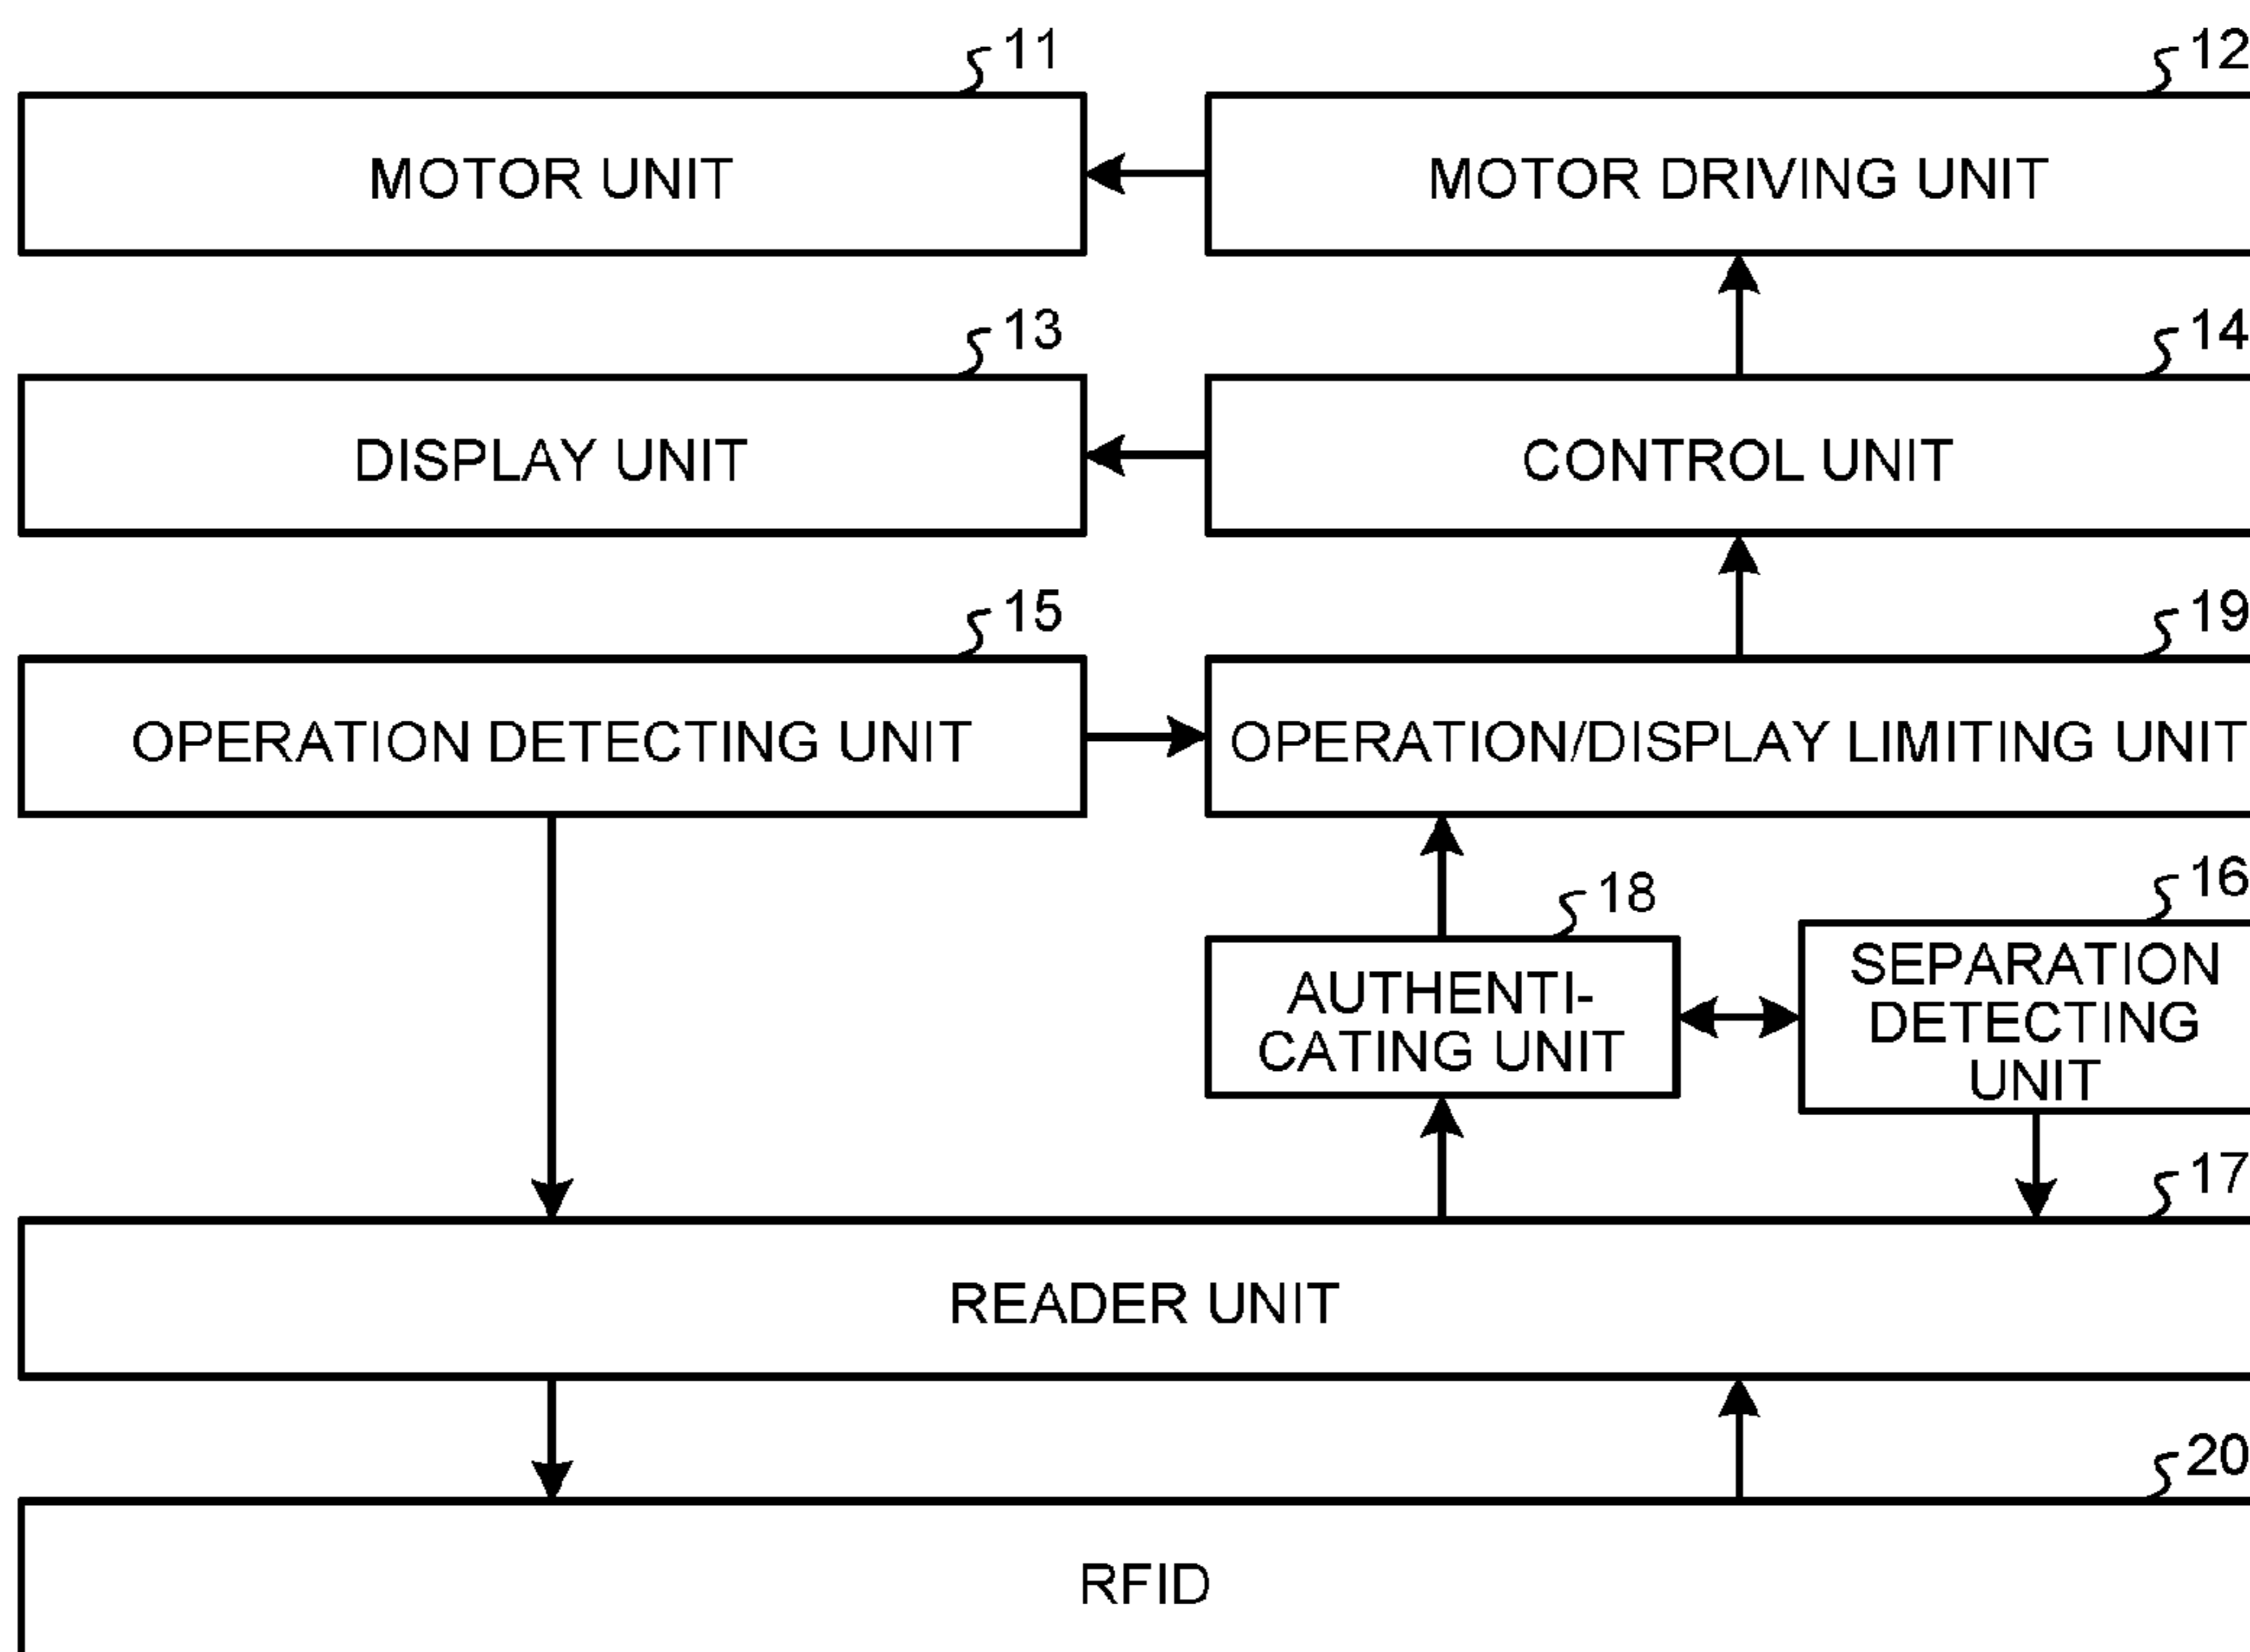 11
12
MOTOR UNIT
MOTOR DRIVING UNIT
13
14
DISPLAY UNIT
CONTROL UNIT
15
19
OPERATION DETECTING UNIT
OPERATION/DISPLAY LIMITING UNIT
18
16
AUTHENTI-
CATING UNIT
SEPARATION
DETECTING
UNIT
17
READER UNIT
20
RFID